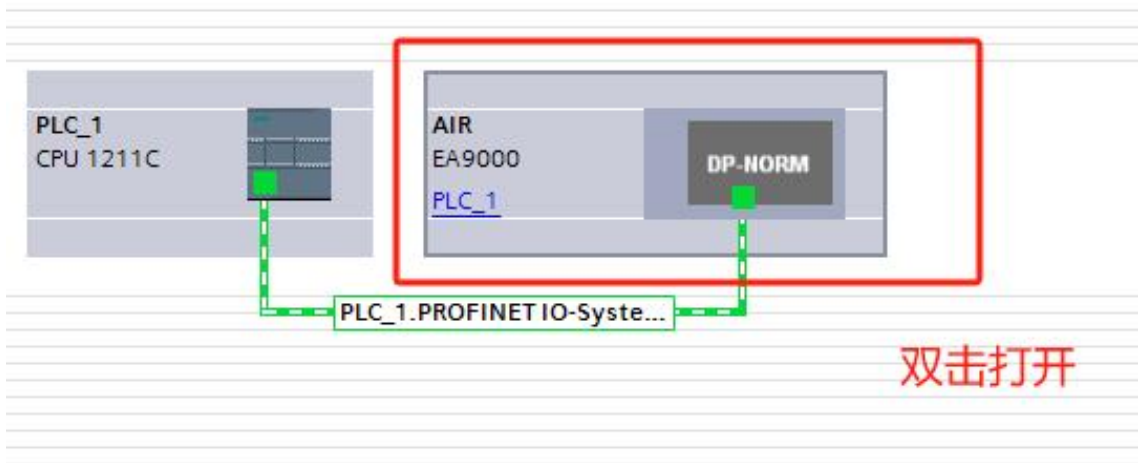 PLC_1
CPU 1211C
AIR
EA9000
PLC_1
DP-NORM
PLC_1.PROFINET IO-Syste...
双击打开